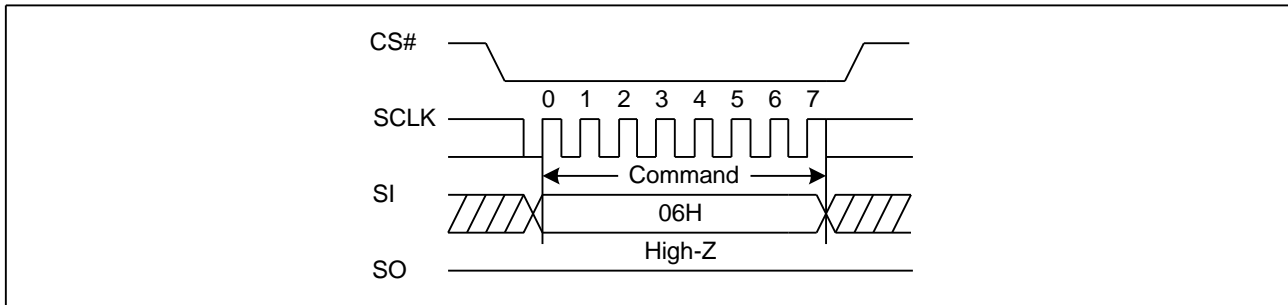 CS#
0 1 2 3 4 5 6 7
SCLK
Command
SI
06H
High-Z
SO